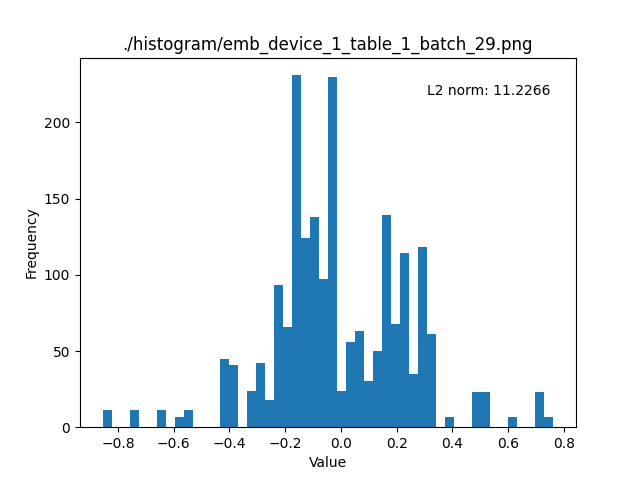 ./histogram/emb_device_1_table_1_batch_29.png
L2 norm: 11.2266
Frequency
200
150
100
50
0
−0.8 −0.6 −0.4 −0.2 0.0 0.2 0.4 0.6 0.8
Value